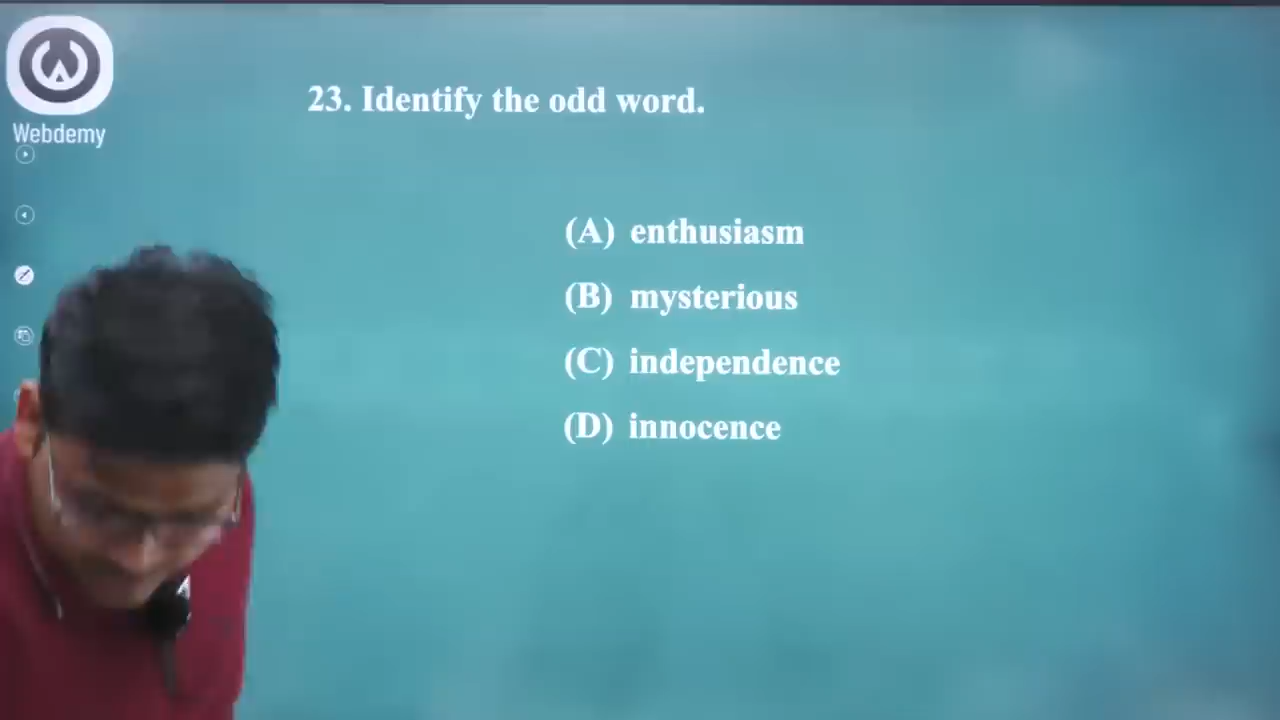 Webdemy
23. Identify the odd word.
(A) enthusiasm
(B) mysterious
(C) independence
(D) innocence